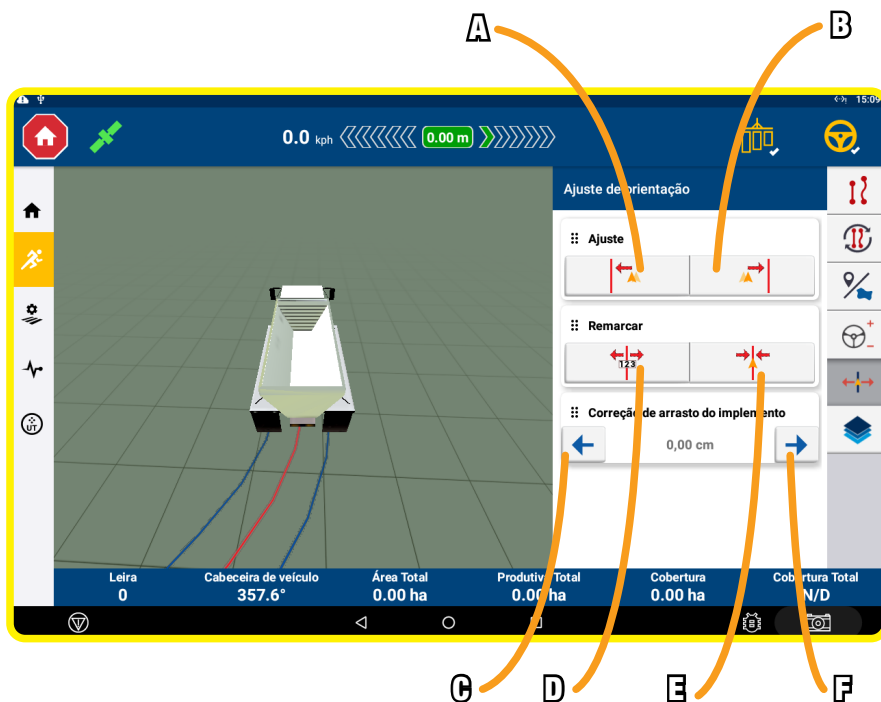 A
B
15:09
0.0 kph
0.00 m
Ajuste de orientação
Ajuste
Remarcar
123
Correção de arrasto do implemento
0,00 cm
UT
Leira
Cabeceira de veículo
Área Total
Produtiva Total
Cobertura
Cobertura Total
0
357.6°
0.00 ha
0.00 ha
0.00 ha
N/D
C
D
E
F